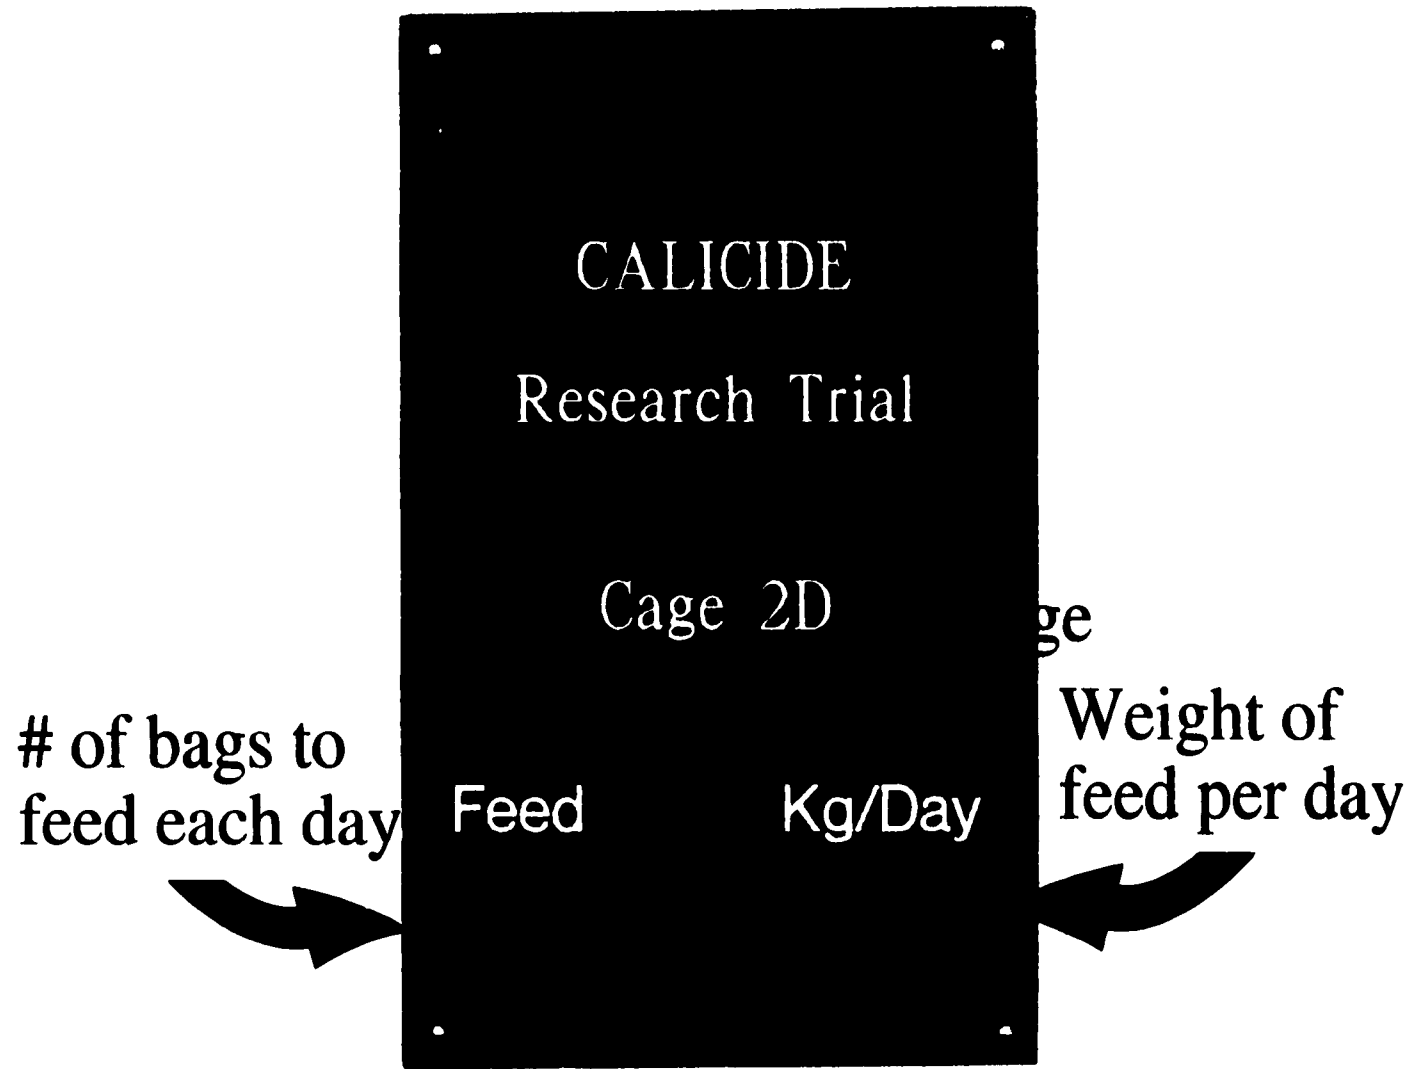 CALICIDE
Research Trial
Cage 2D
ge
# of bags to
feed each day
Weight of
feed per day
Feed Kg/Day